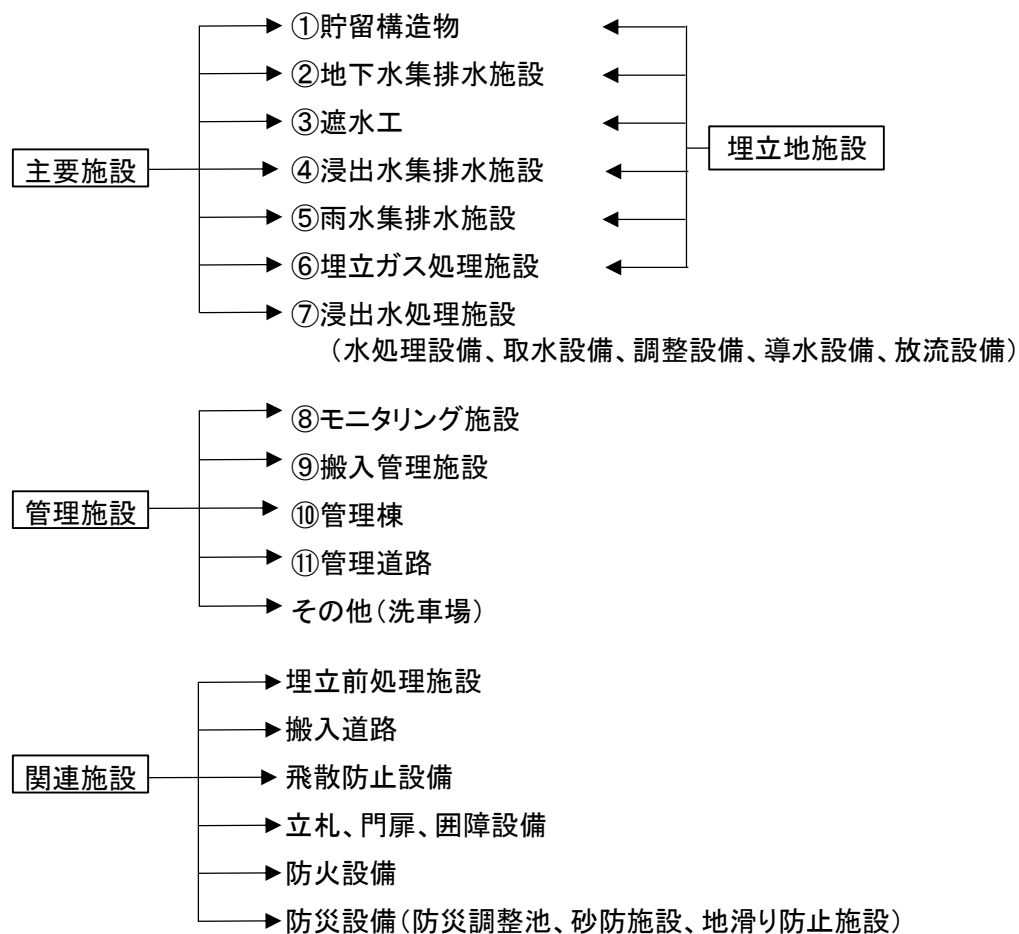 ①貯留構造物
②地下水集排水施設
③遮水工
埋立地施設
主要施設
④浸出水集排水施設
⑤雨水集排水施設
⑥埋立ガス処理施設
⑦浸出水処理施設
（水処理設備、取水設備、調整設備、導水設備、放流設備）
⑧モニタリング施設
⑨搬入管理施設
管理施設
⑩管理棟
⑪管理道路
その他（洗車場）
埋立前処理施設
搬入道路
関連施設
飛散防止設備
立札、門扉、囲障設備
防火設備
防災設備（防災調整池、砂防施設、地滑り防止施設）